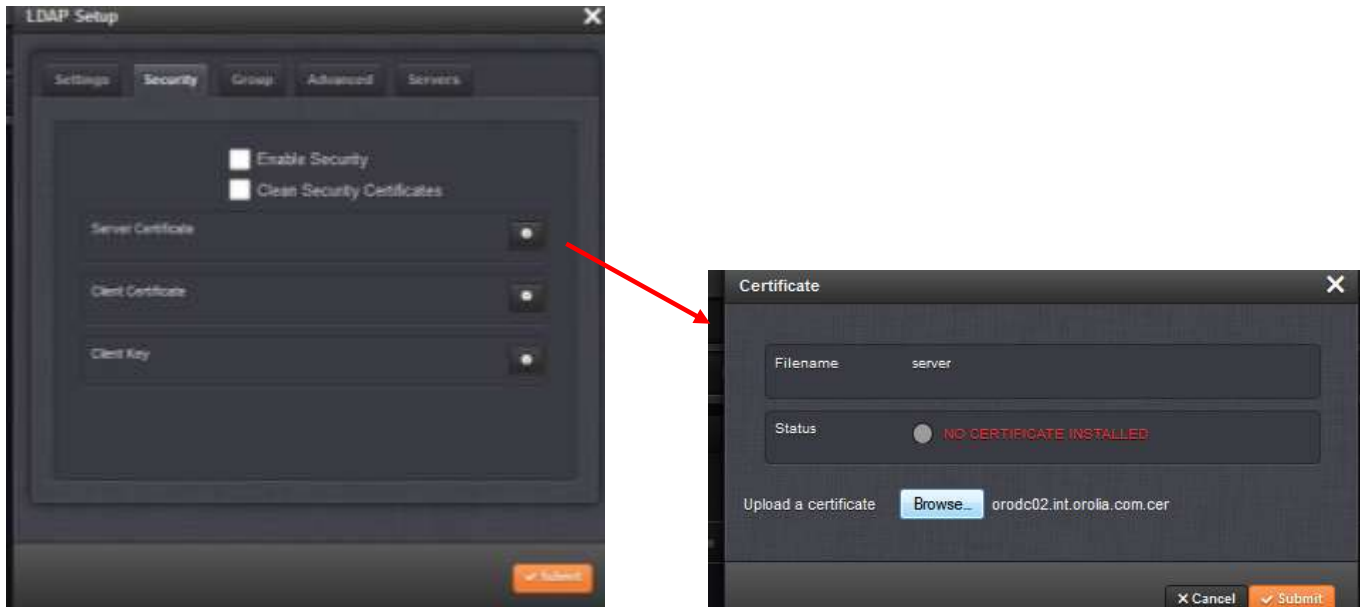 LDAP Setup
Settings Security Group Advanced Servers
Enable Security
Clean Security Certificates
Server Certificate
Client Certificate
Client Key
Submit
Certificate
Filename server
Status NO CERTIFICATE INSTALLED
Upload a certificate Browse... orodc02.int.orolia.com.cer
Cancel Submit